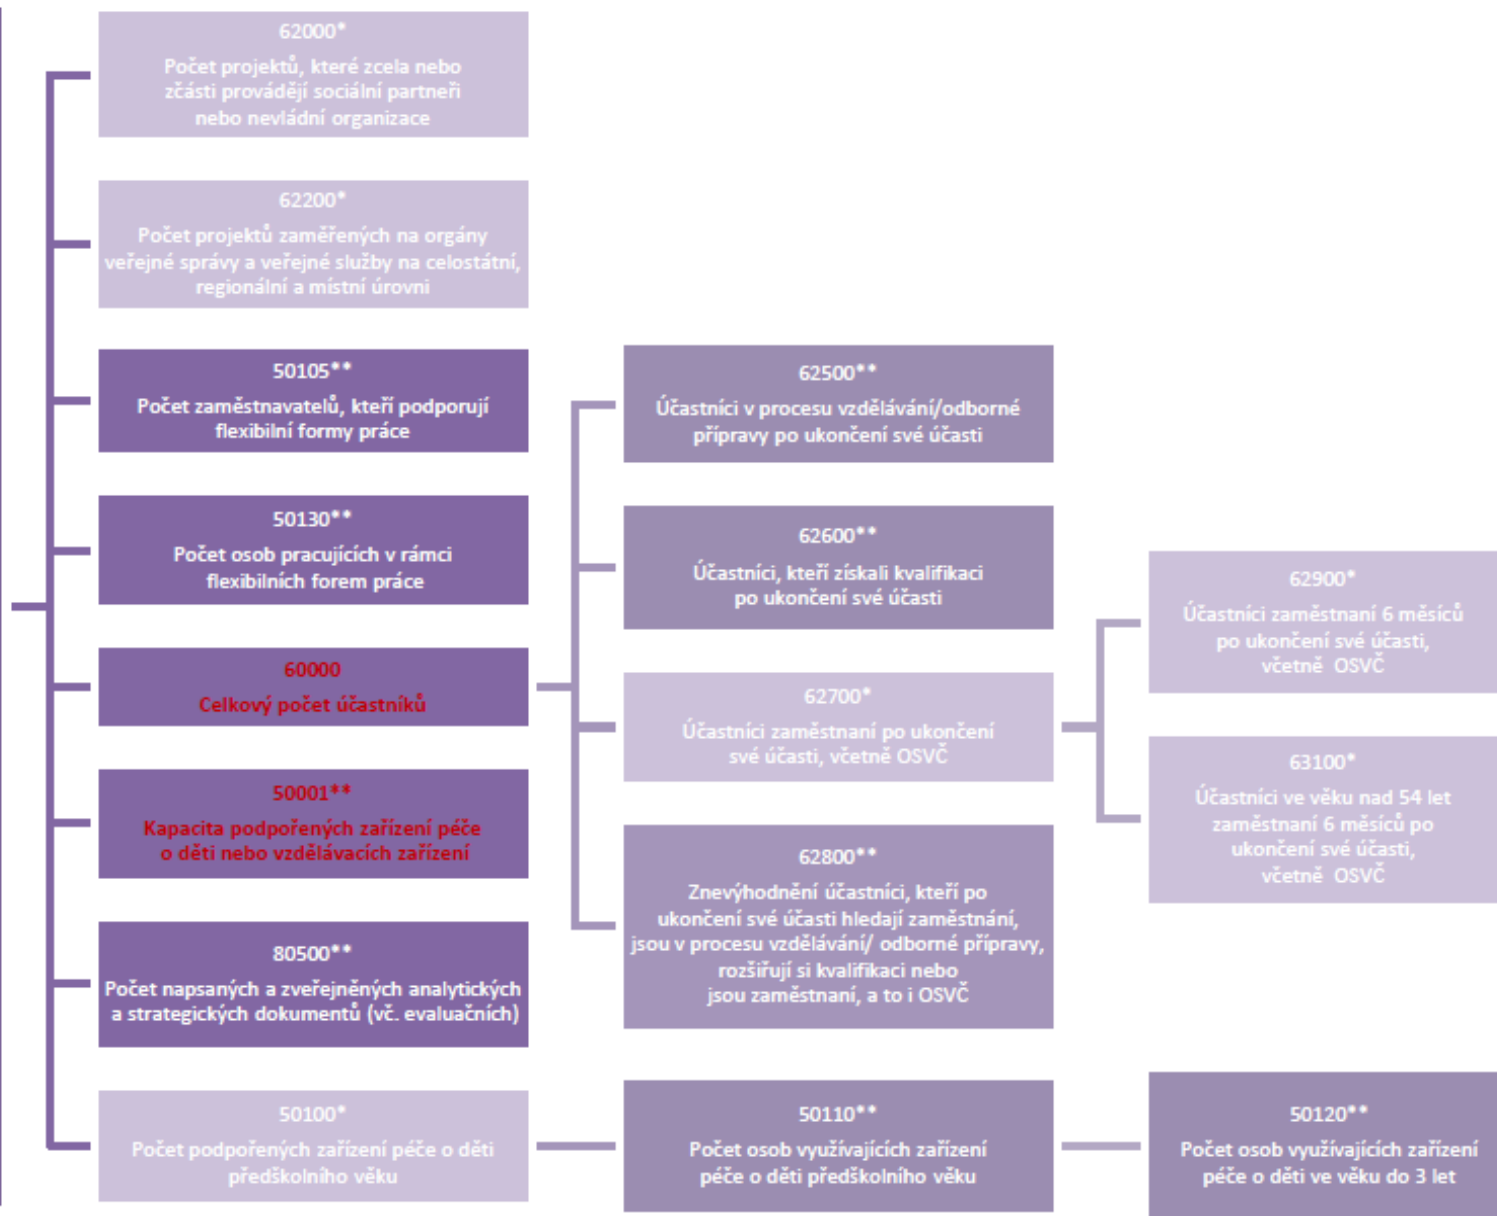 62000*
Počet projektů, které zcela nebo
zčásti provádějí sociální partneři
nebo nevládní organizace
62200*
Počet projektů zaměřených na orgány
veřejné správy a veřejné služby na celostátní,
regionální a místní úrovni
50105**
Počet zaměstnavatelů, kteří podporují
flexibilní formy práce
50130**
Počet osob pracujících v rámci
flexibilních forem práce
60000
Celkový počet účastníků
50001**
Kapacita podpořených zařízení péče
o děti nebo vzdělávacích zařízení
80500**
Počet napsaných a zveřejněných analytických
a strategických dokumentů (vč. evaluačních)
50100*
Počet podpořených zařízení péče o děti
předškolního věku
62500**
Účastníci v procesu vzdělávání/odborné
přípravy po ukončení své účasti
62600**
Účastníci, kteří získali kvalifikaci
po ukončení své účasti
62700*
Účastníci zaměstnaní po ukončení
své účasti, včetně OSVČ
62800**
Znevýhodnění účastníci, kteří po
ukončení své účasti hledají zaměstnání,
jsou v procesu vzdělávání/ odborné přípravy,
rozšiřují si kvalifikaci nebo
jsou zaměstnaní, a to i OSVČ
50110**
Počet osob využívajících zařízení
péče o děti předškolního věku
62900*
Účastníci zaměstnaní 6 měsíců
po ukončení své účasti,
včetně OSVČ
63100*
Účastníci ve věku nad 54 let
zaměstnaní 6 měsíců po
ukončení své účasti,
včetně OSVČ
50120**
Počet osob využívajících zařízení
péče o děti ve věku do 3 let